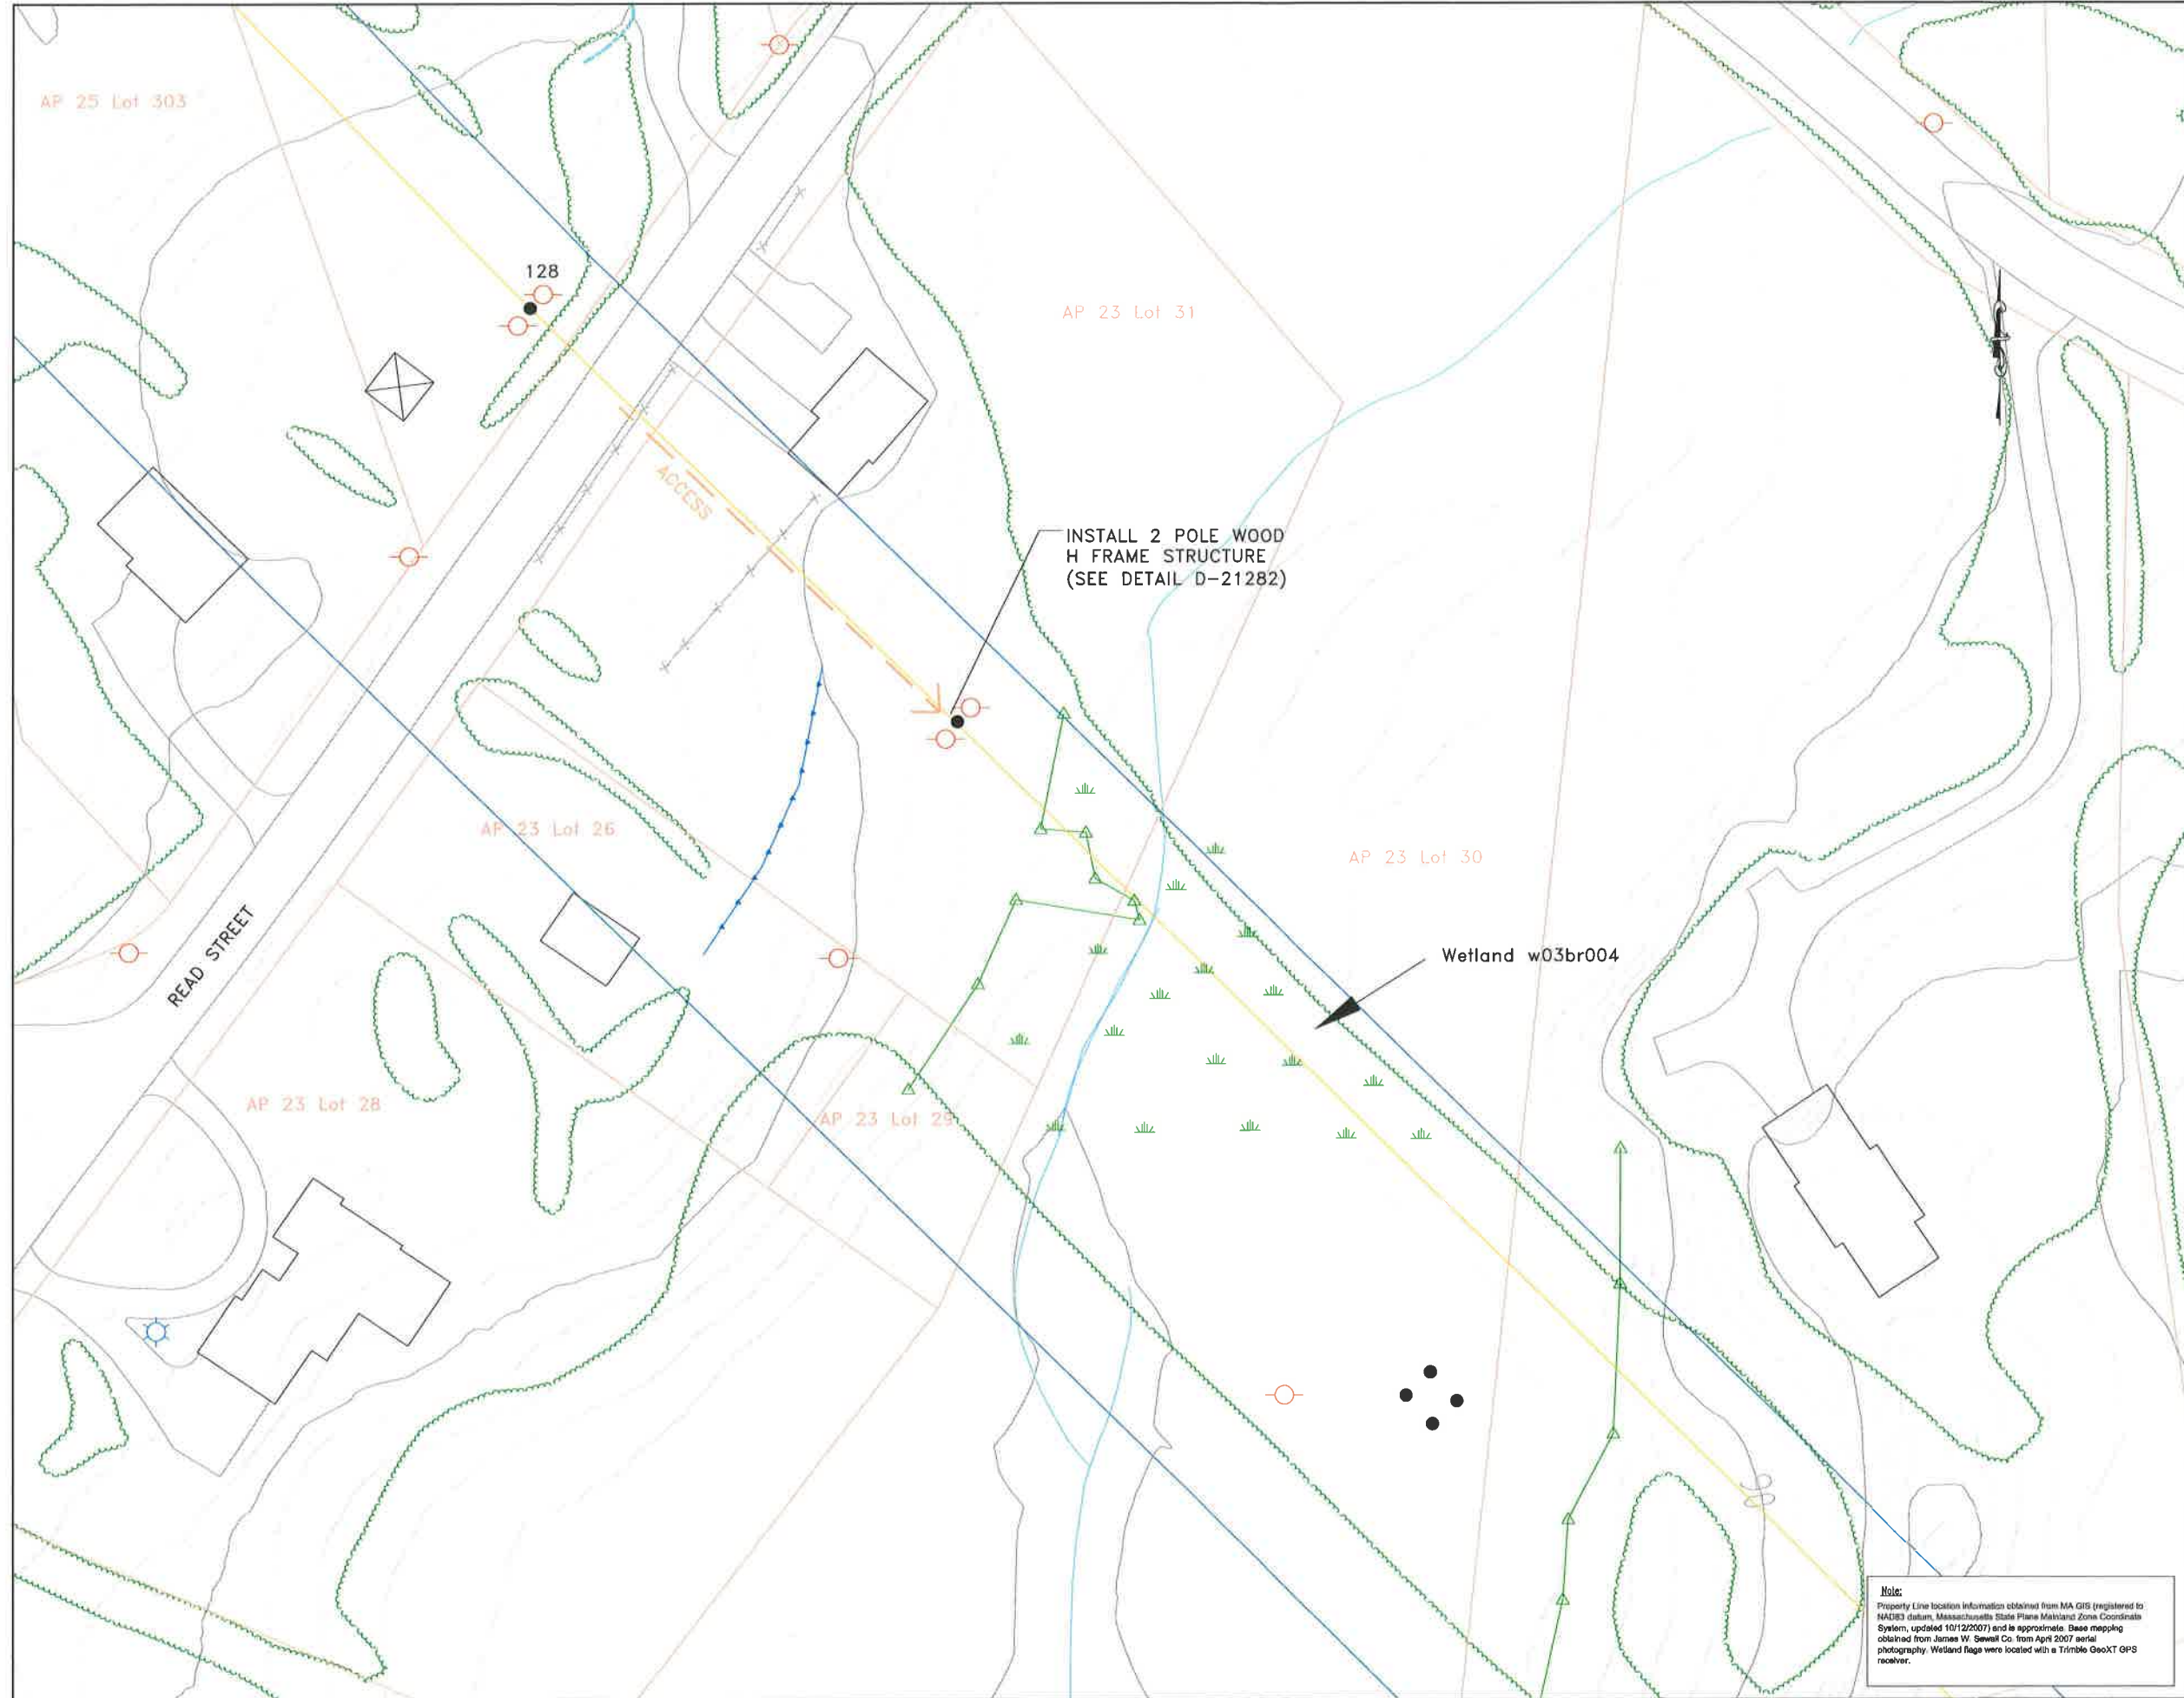 AP 25 Lot 303
128
AP 23 Lot 31
ACCESS
INSTALL 2 POLE WOOD
H FRAME STRUCTURE
(SEE DETAIL D-21282)
AP 23 Lot 26
AP 23 Lot 30
READ STREET
Wetland w03br004
AP 23 Lot 28
AP 23 Lot 29
90
Note:
Property Line location information obtained from MA GIS (registered to
NAD83 datum, Massachusetts State Plane Mainland Zone Coordinate
System, updated 10/12/2007) and is approximate. Base mapping
obtained from James W. Sewall Co. from April 2007 aerial
photography. Wetland flags were located with a Trimble GeoXT GPS
receiver.